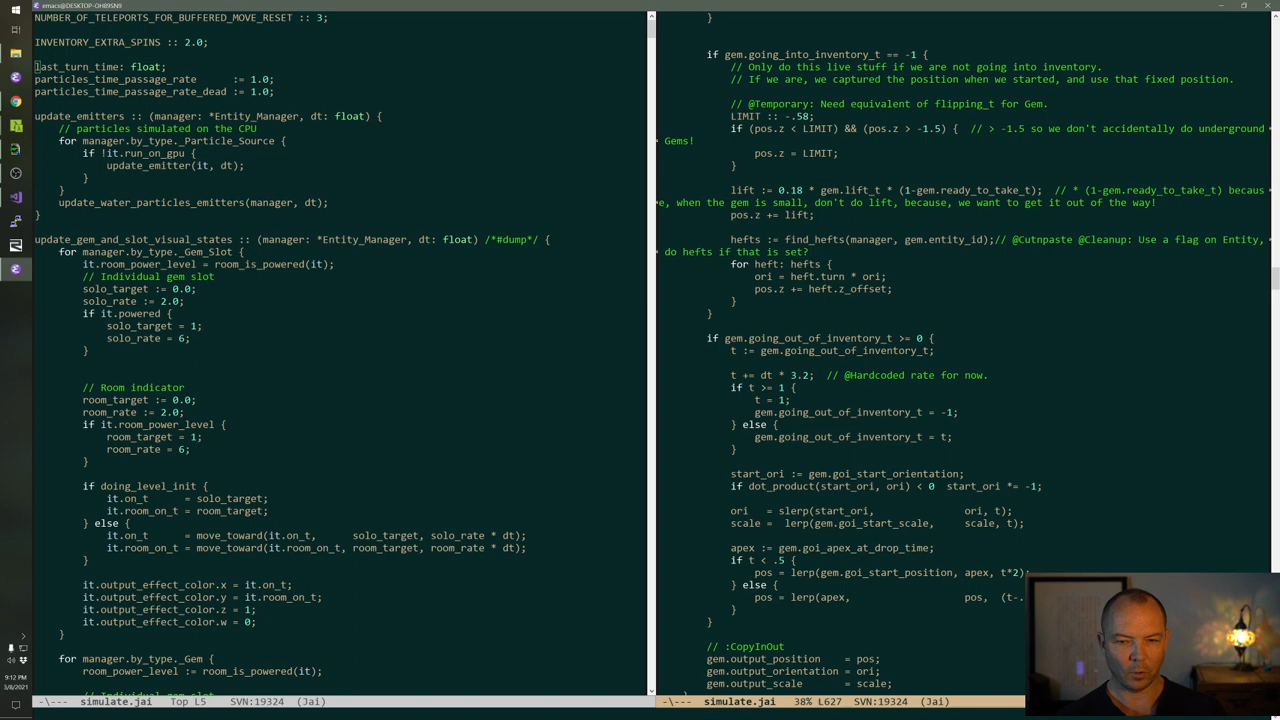 emacs@DESKTOP-OH89SN9
NUMBER_OF_TELEPORTS_FOR_BUFFERED_MOVE_RESET :: 3;
INVENTORY_EXTRA_SPINS :: 2.0;
last_turn_time: float;
particles_time_passage_rate      := 1.0;
particles_time_passage_rate_dead := 1.0;
update_emitters :: (manager: *Entity_Manager, dt: float) {
    // particles simulated on the CPU
    for manager.by_type._Particle_Source {
        if !it.run_on_gpu {
            update_emitter(it, dt);
        }
    }
    update_water_particles_emitters(manager, dt);
}
update_gem_and_slot_visual_states :: (manager: *Entity_Manager, dt: float) /*#dump*/ {
    for manager.by_type._Gem_Slot {
        it.room_power_level = room_is_powered(it);
        // Individual gem slot
        solo_target := 0.0;
        solo_rate := 2.0;
        if it.powered {
            solo_target = 1;
            solo_rate = 6;
        }
        // Room indicator
        room_target := 0.0;
        room_rate := 2.0;
        if it.room_power_level {
            room_target = 1;
            room_rate = 6;
        }
        if doing_level_init {
            it.on_t      = solo_target;
            it.room_on_t = room_target;
        } else {
            it.on_t      = move_toward(it.on_t,      solo_target, solo_rate * dt);
            it.room_on_t = move_toward(it.room_on_t, room_target, room_rate * dt);
        }
        it.output_effect_color.x = it.on_t;
        it.output_effect_color.y = it.room_on_t;
        it.output_effect_color.z = 1;
        it.output_effect_color.w = 0;
    }
    for manager.by_type._Gem {
        room_power_level := room_is_powered(it);
        // Individual gem slot
-\---  simulate.jai   Top L5   SVN:19324  (Jai)
        }
        if gem.going_into_inventory == -1 {
            // Only do this live stuff if we are not going into inventory.
            // If we are, we captured the position when we started, and use that fixed position.
            // @Temporary: Need equivalent of flipping_t for Gem.
            LIMIT :: -.58;
            if (pos.z < LIMIT) && (pos.z > -1.5) {  // > -1.5 so we don't accidentally do underground
Gems!
                pos.z = LIMIT;
            }
            lift := 0.18 * gem.lift_t * (1-gem.ready_to_take_t);  // * (1-gem.ready_to_take_t) becaus
e, when the gem is small, don't do lift, because, we want to get it out of the way!
            pos.z += lift;
            hefts := find_hefts(manager, gem.entity_id);// @Cutnpaste @Cleanup: Use a flag on Entity,
do hefts if that is set?
            for heft: hefts {
                ori = heft.turn * ori;
                pos.z += heft.z_offset;
            }
        }
        if gem.going_out_of_inventory_t >= 0 {
            t := gem.going_out_of_inventory_t;
            t += dt * 3.2;  // @Hardcoded rate for now.
            if t >= 1 {
                t = 1;
                gem.going_out_of_inventory_t = -1;
            } else {
                gem.going_out_of_inventory_t = t;
            }
            start_ori := gem.goi_start_orientation;
            if dot_product(start_ori, ori) < 0  start_ori *= -1;
            ori   = slerp(start_ori,               ori, t);
            scale =  lerp(gem.goi_start_scale,     scale, t);
            apex := gem.goi_apex_at_drop_time;
            if t < .5 {
                pos = lerp(gem.goi_start_position, apex, t*2);
            } else {
                pos = lerp(apex,                   pos,  (t-.
            }
        }
        // :CopyInOut
        gem.output_position    = pos;
        gem.output_orientation = ori;
        gem.output_scale       = scale;
-\---  simulate.jai   38% L627   SVN:19324  (Jai)
9:12 PM
3/8/2021